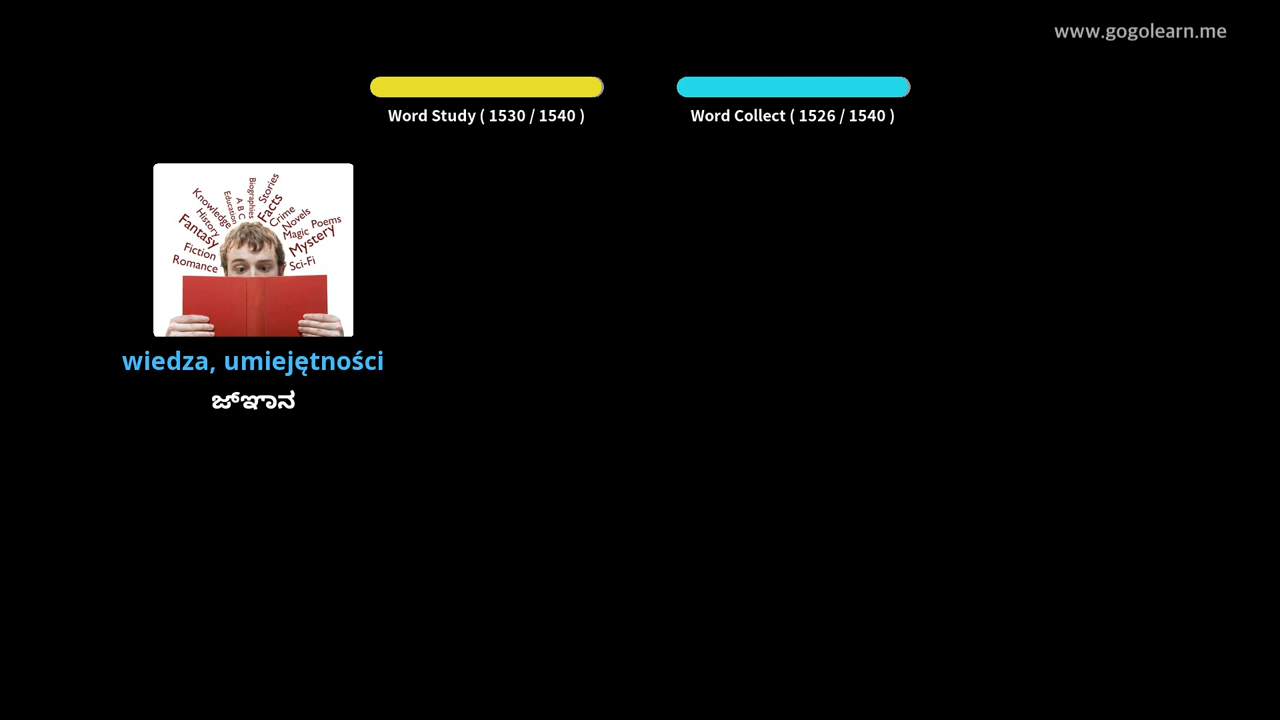 www.gogolearn.me
Word Study ( 1530 / 1540 )
Word Collect ( 1526 / 1540 )
Knowledge
History
Fantasy
Fiction
Romance
Education
A B C
Biographies
Stories
Facts
Crime
Novels
Magic
Poems
Mystery
Sci-Fi
wiedza, umiejętności
ಜ್‌ಞಾನ